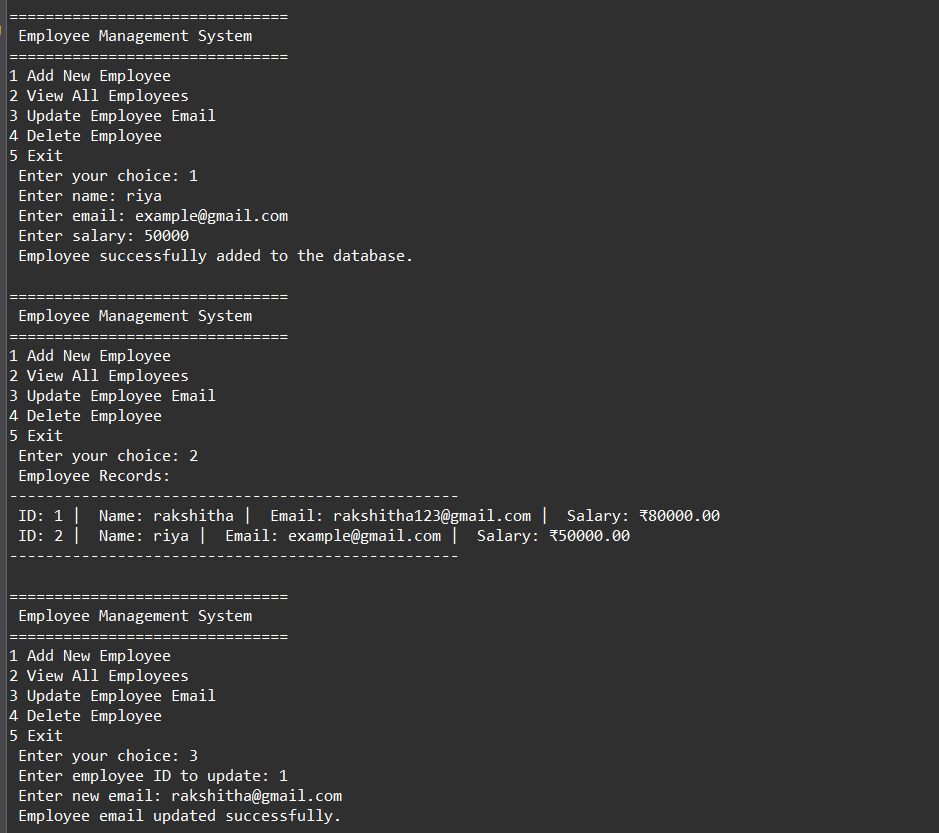 ===============================
Employee Management System
===============================
1 Add New Employee
2 View All Employees
3 Update Employee Email
4 Delete Employee
5 Exit
Enter your choice: 1
Enter name: riya
Enter email: example@gmail.com
Enter salary: 50000
Employee successfully added to the database.
===============================
Employee Management System
===============================
1 Add New Employee
2 View All Employees
3 Update Employee Email
4 Delete Employee
5 Exit
Enter your choice: 2
Employee Records:
--------------------------------------------------
ID: 1 |  Name: rakshitha |  Email: rakshitha123@gmail.com |  Salary: ₹80000.00
ID: 2 |  Name: riya |  Email: example@gmail.com |  Salary: ₹50000.00
--------------------------------------------------
===============================
Employee Management System
===============================
1 Add New Employee
2 View All Employees
3 Update Employee Email
4 Delete Employee
5 Exit
Enter your choice: 3
Enter employee ID to update: 1
Enter new email: rakshitha@gmail.com
Employee email updated successfully.